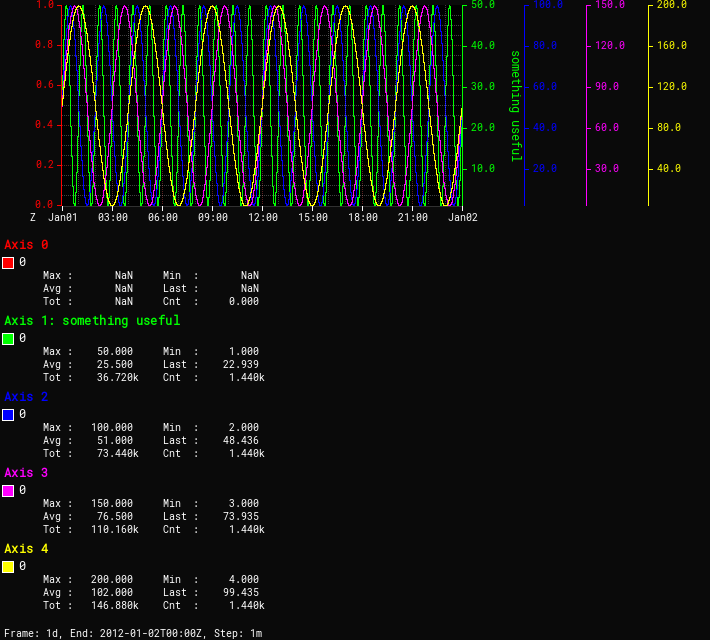 1.0 50.0 100.0 150.0 200.0
0.8 40.0 80.0 120.0 160.0
0.6 30.0 60.0 90.0 120.0
0.4 20.0 40.0 60.0 80.0
0.2 10.0 20.0 30.0 40.0
0.0
something useful
Z Jan01 03:00 06:00 09:00 12:00 15:00 18:00 21:00 Jan02
Axis 0
0
Max : NaN Min : NaN
Avg : NaN Last : NaN
Tot : NaN Cnt : 0.000
Axis 1: something useful
0
Max : 50.000 Min : 1.000
Avg : 25.500 Last : 22.939
Tot : 36.720k Cnt : 1.440k
Axis 2
0
Max : 100.000 Min : 2.000
Avg : 51.000 Last : 48.436
Tot : 73.440k Cnt : 1.440k
Axis 3
0
Max : 150.000 Min : 3.000
Avg : 76.500 Last : 73.935
Tot : 110.160k Cnt : 1.440k
Axis 4
0
Max : 200.000 Min : 4.000
Avg : 102.000 Last : 99.435
Tot : 146.880k Cnt : 1.440k
Frame: 1d, End: 2012-01-02T00:00Z, Step: 1m